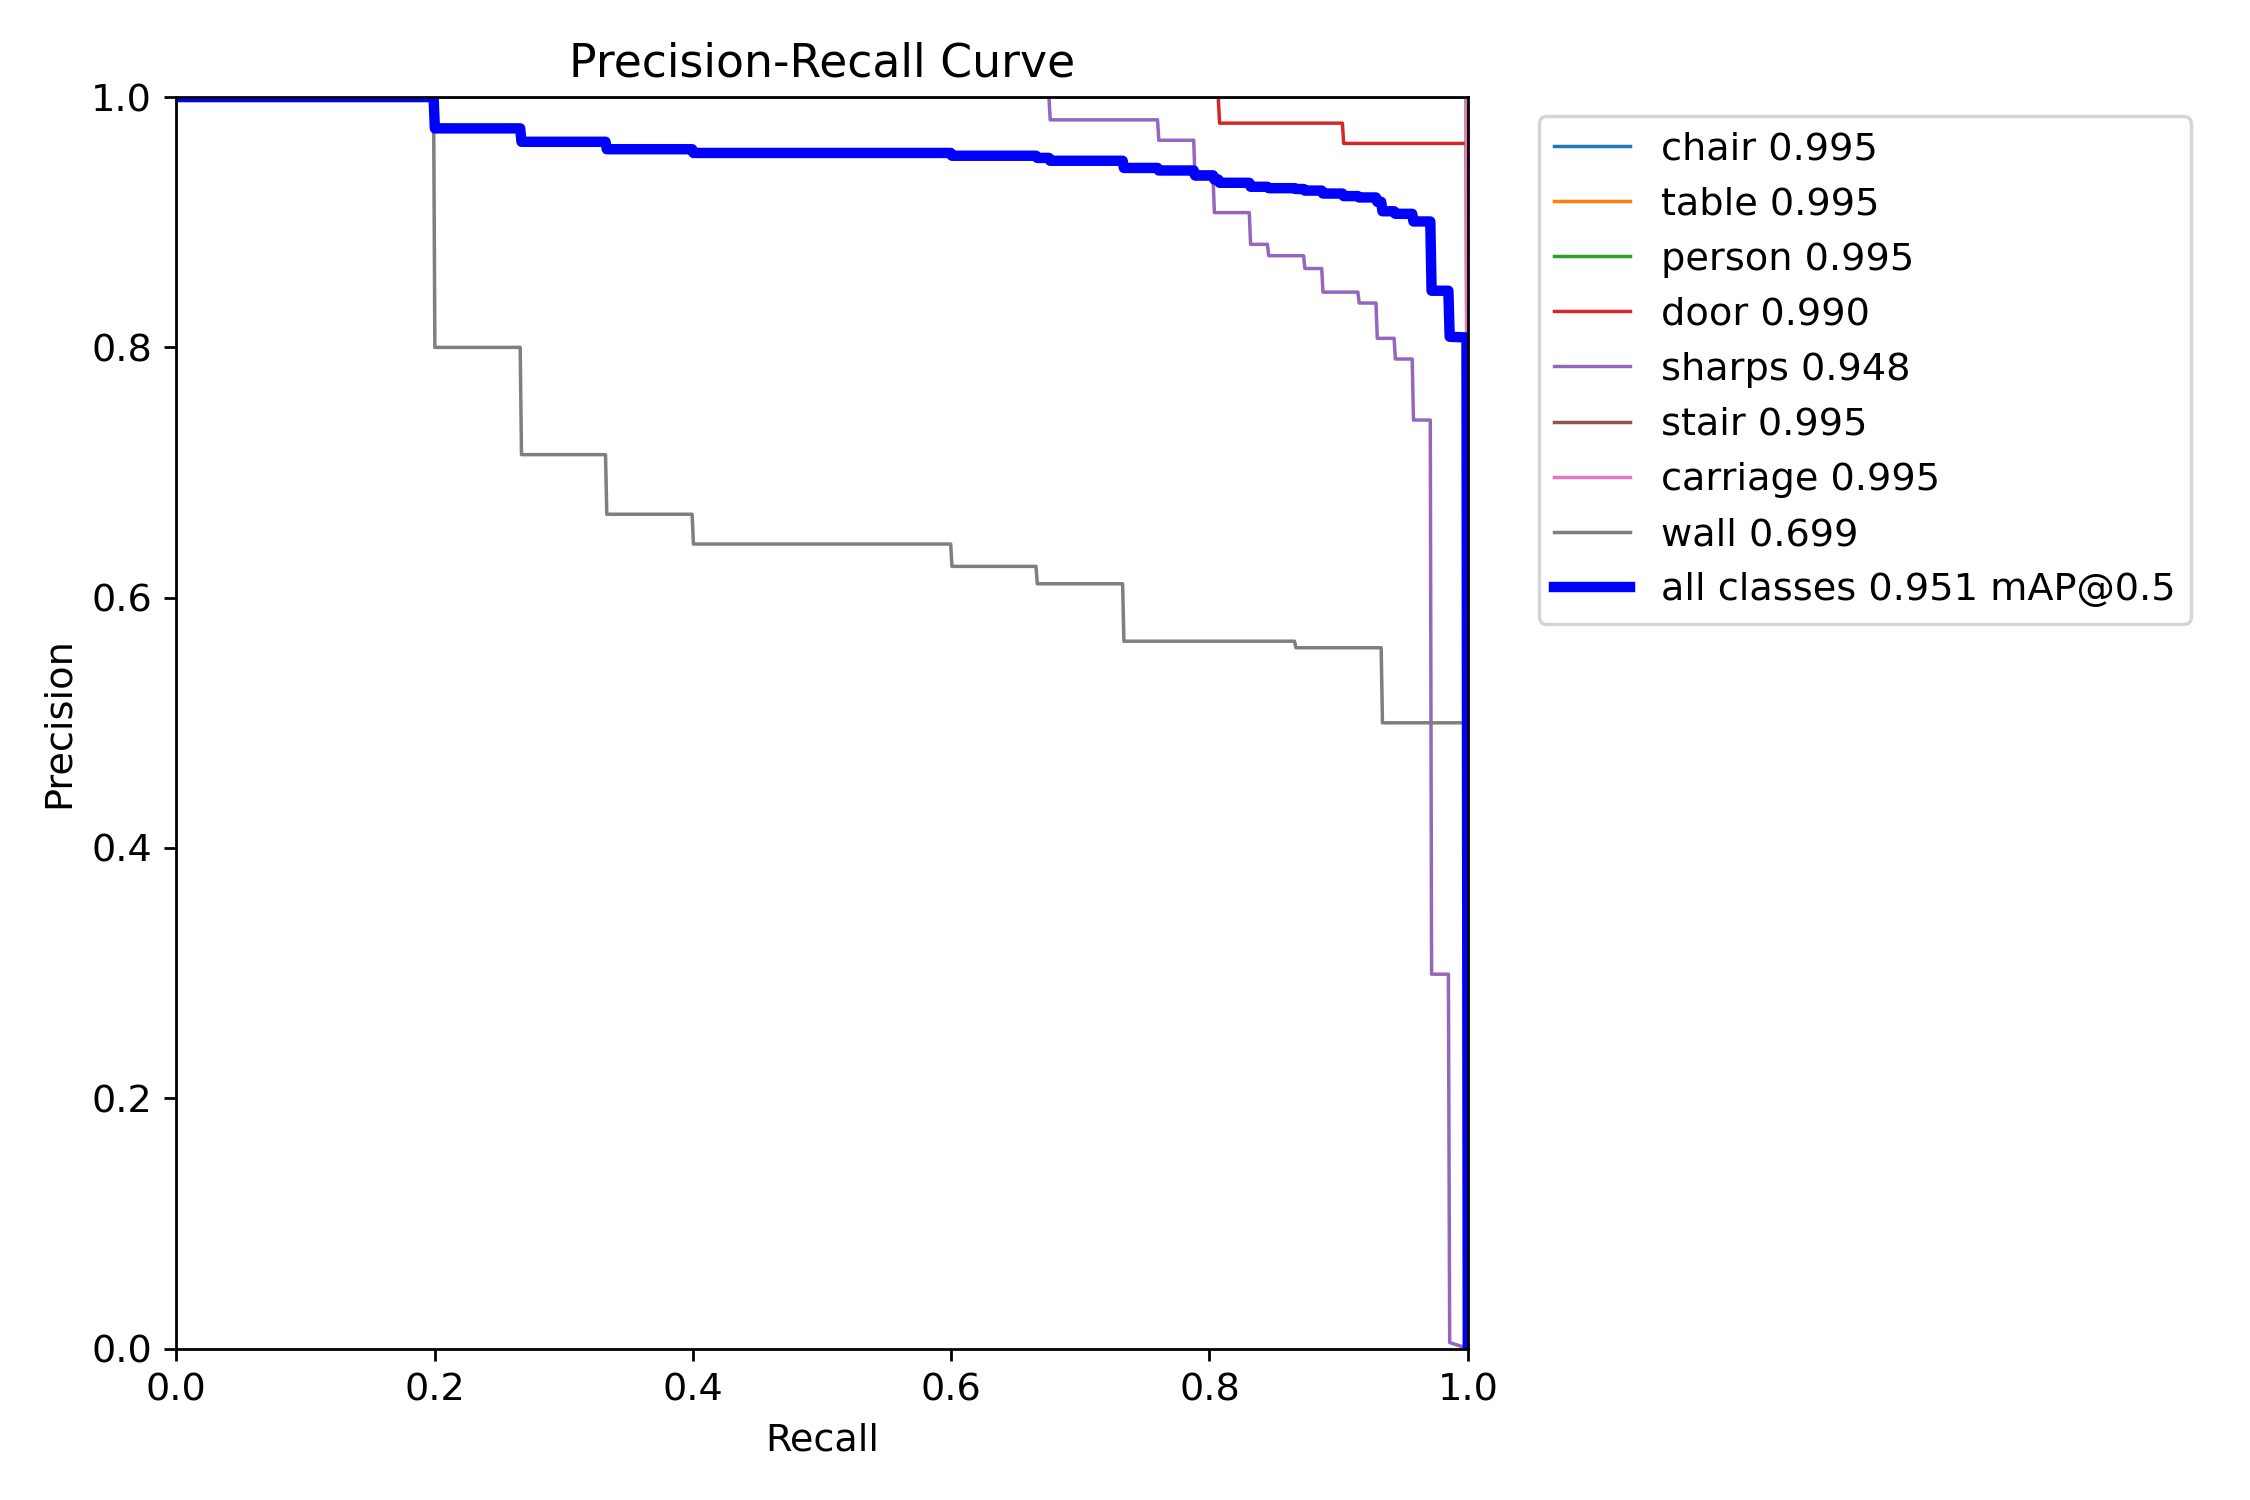 Precision-Recall Curve
1.0
0.8
0.6
0.4
0.2
0.0
Precision
0.0 0.2 0.4 0.6 0.8 1.0
Recall
chair 0.995
table 0.995
person 0.995
door 0.990
sharps 0.948
stair 0.995
carriage 0.995
wall 0.699
all classes 0.951 mAP@0.5